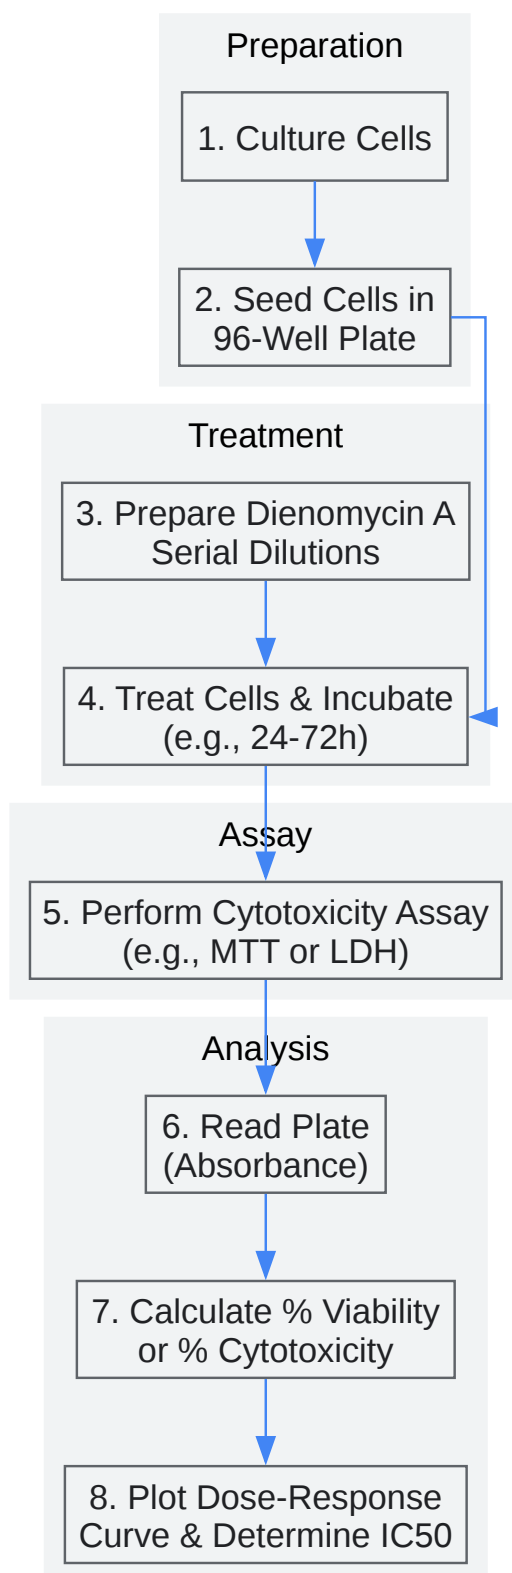 Preparation
1. Culture Cells
2. Seed Cells in
96-Well Plate
Treatment
3. Prepare Dienomycin A
Serial Dilutions
4. Treat Cells & Incubate
(e.g., 24-72h)
Assay
5. Perform Cytotoxicity Assay
(e.g., MTT or LDH)
Analysis
6. Read Plate
(Absorbance)
7. Calculate % Viability
or % Cytotoxicity
8. Plot Dose-Response
Curve & Determine IC50